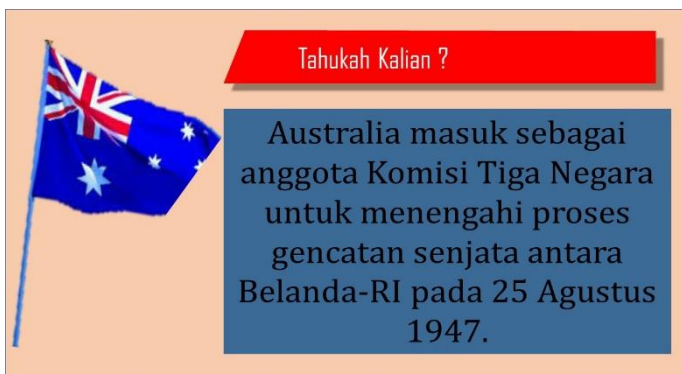 Tahukah Kalian ?
Australia masuk sebagai
anggota Komisi Tiga Negara
untuk menengahi proses
gencatan senjata antara
Belanda-RI pada 25 Agustus
1947.